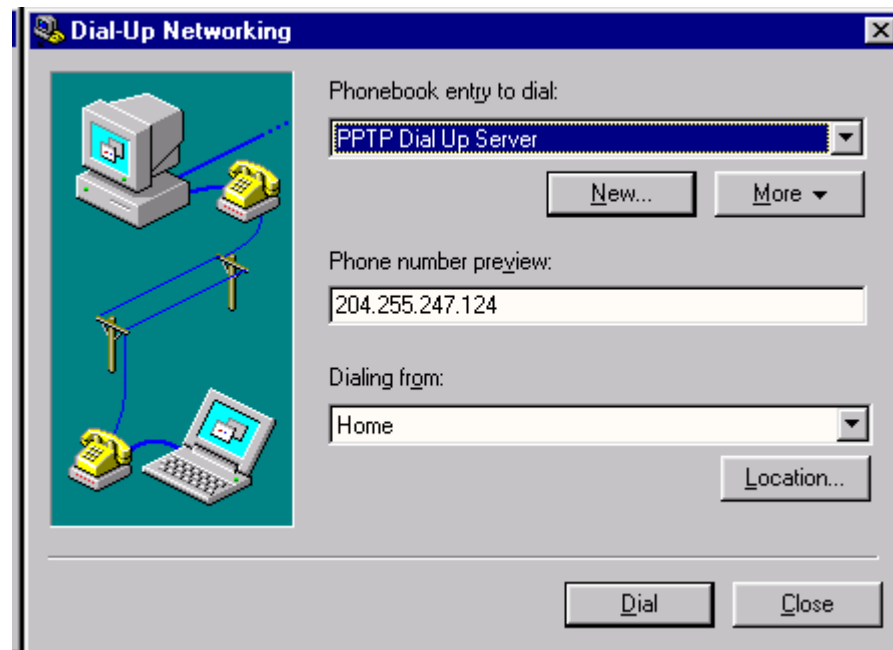 Dial-Up Networking
Phonebook entry to dial:
PPTP Dial Up Server
New... More
Phone number preview:
204.255.247.124
Dialing from:
Home
Location...
Dial Close